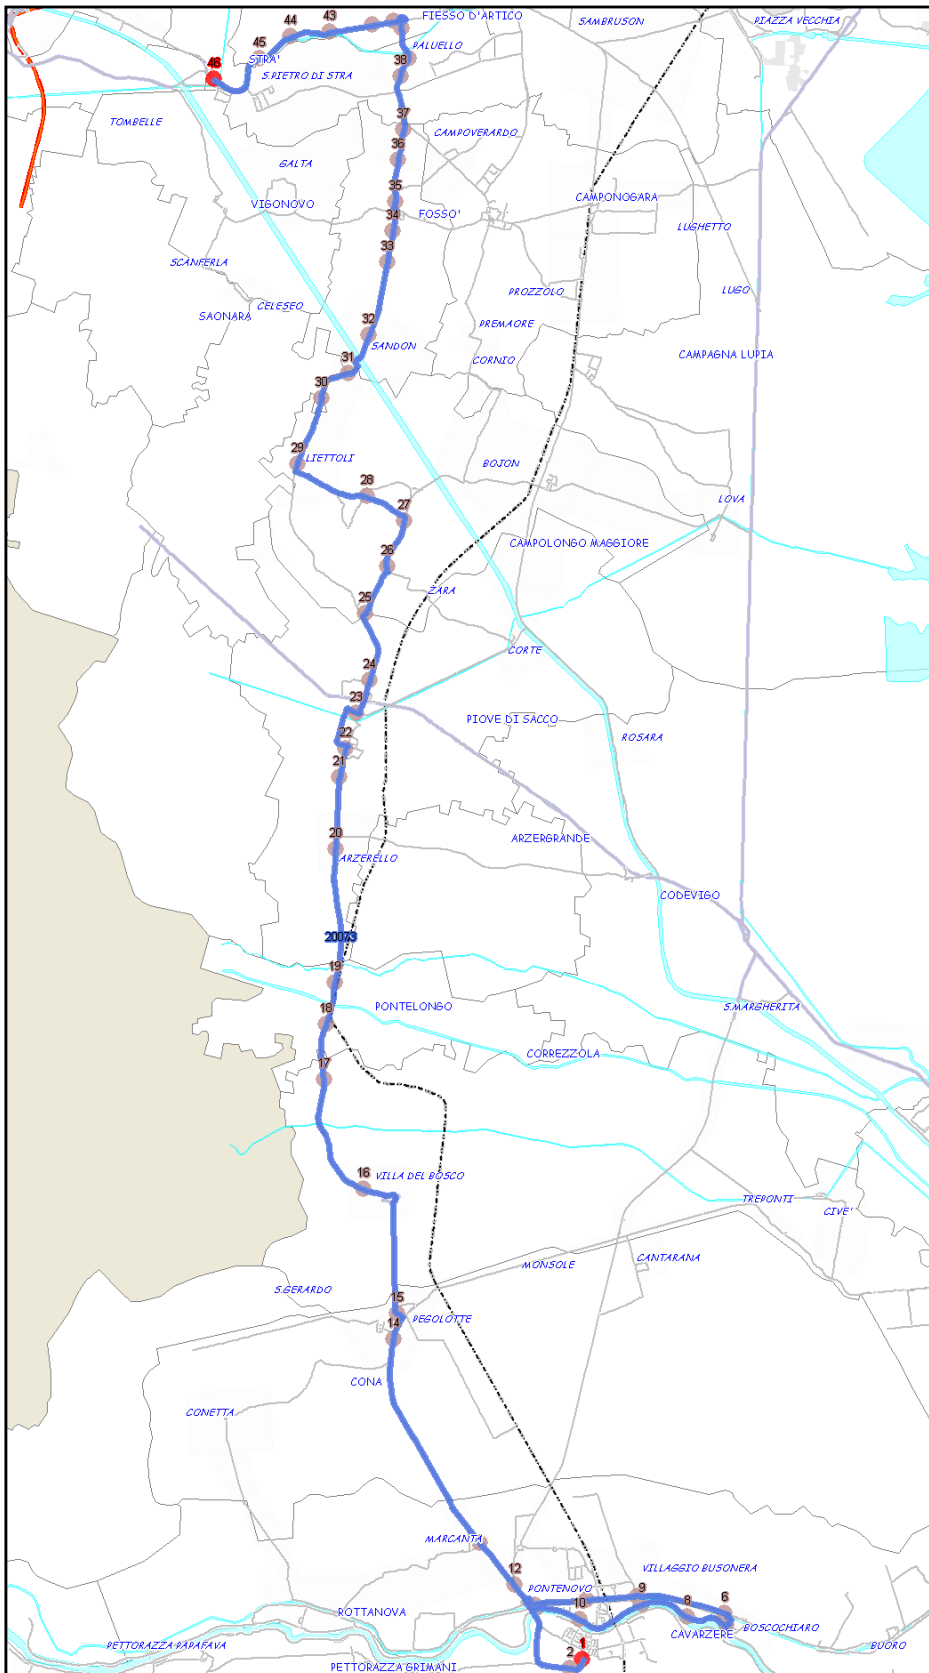 FIESSO D'ARTICO
SAMBRUSON
PIAZZA VECCHIA
44
43
45
STRA'
PALUELLO
46
S.PIETRO DI STRA
38
TOMBELLE
37
CAMPOVERARDO
36
GALTA
35
CAMPONOGARA
VIGONOVO
34
FOSSO'
LUGHETTO
33
SCANFERLA
LUGO
PROZZOLO
CELESEO
SAONARA
32
PREMAORE
SANDON
CAMPAGNA LUPIA
31
CORNIO
30
29
LIETTOLI
BOJON
28
LOVA
27
CAMPOLONGO MAGGIORE
26
ZARA
25
CORTE
24
23
PIOVE DI SACCO
22
ROSARA
21
20
ARZERGRANDE
ARZERELLO
CODEVIGO
20073
19
18
PONTELONGO
S.MARGHERITA
CORREZZOLA
17
16
VILLA DEL BOSCO
TREPONTI
CIVE'
CANTARANA
MONSOLE
S.GERARDO
15
PEGOLOTTE
14
CONA
CONETTA
MARCANTA
12
PONTENOVO
VILLAGGIO BUSONERA
9
ROTTANOVA
10
8
6
CAVARZERE
BOSCOCHIARO
PETTORAZZA PAPAFAVA
BUORO
1
2
PETTORAZZA GRIMANI